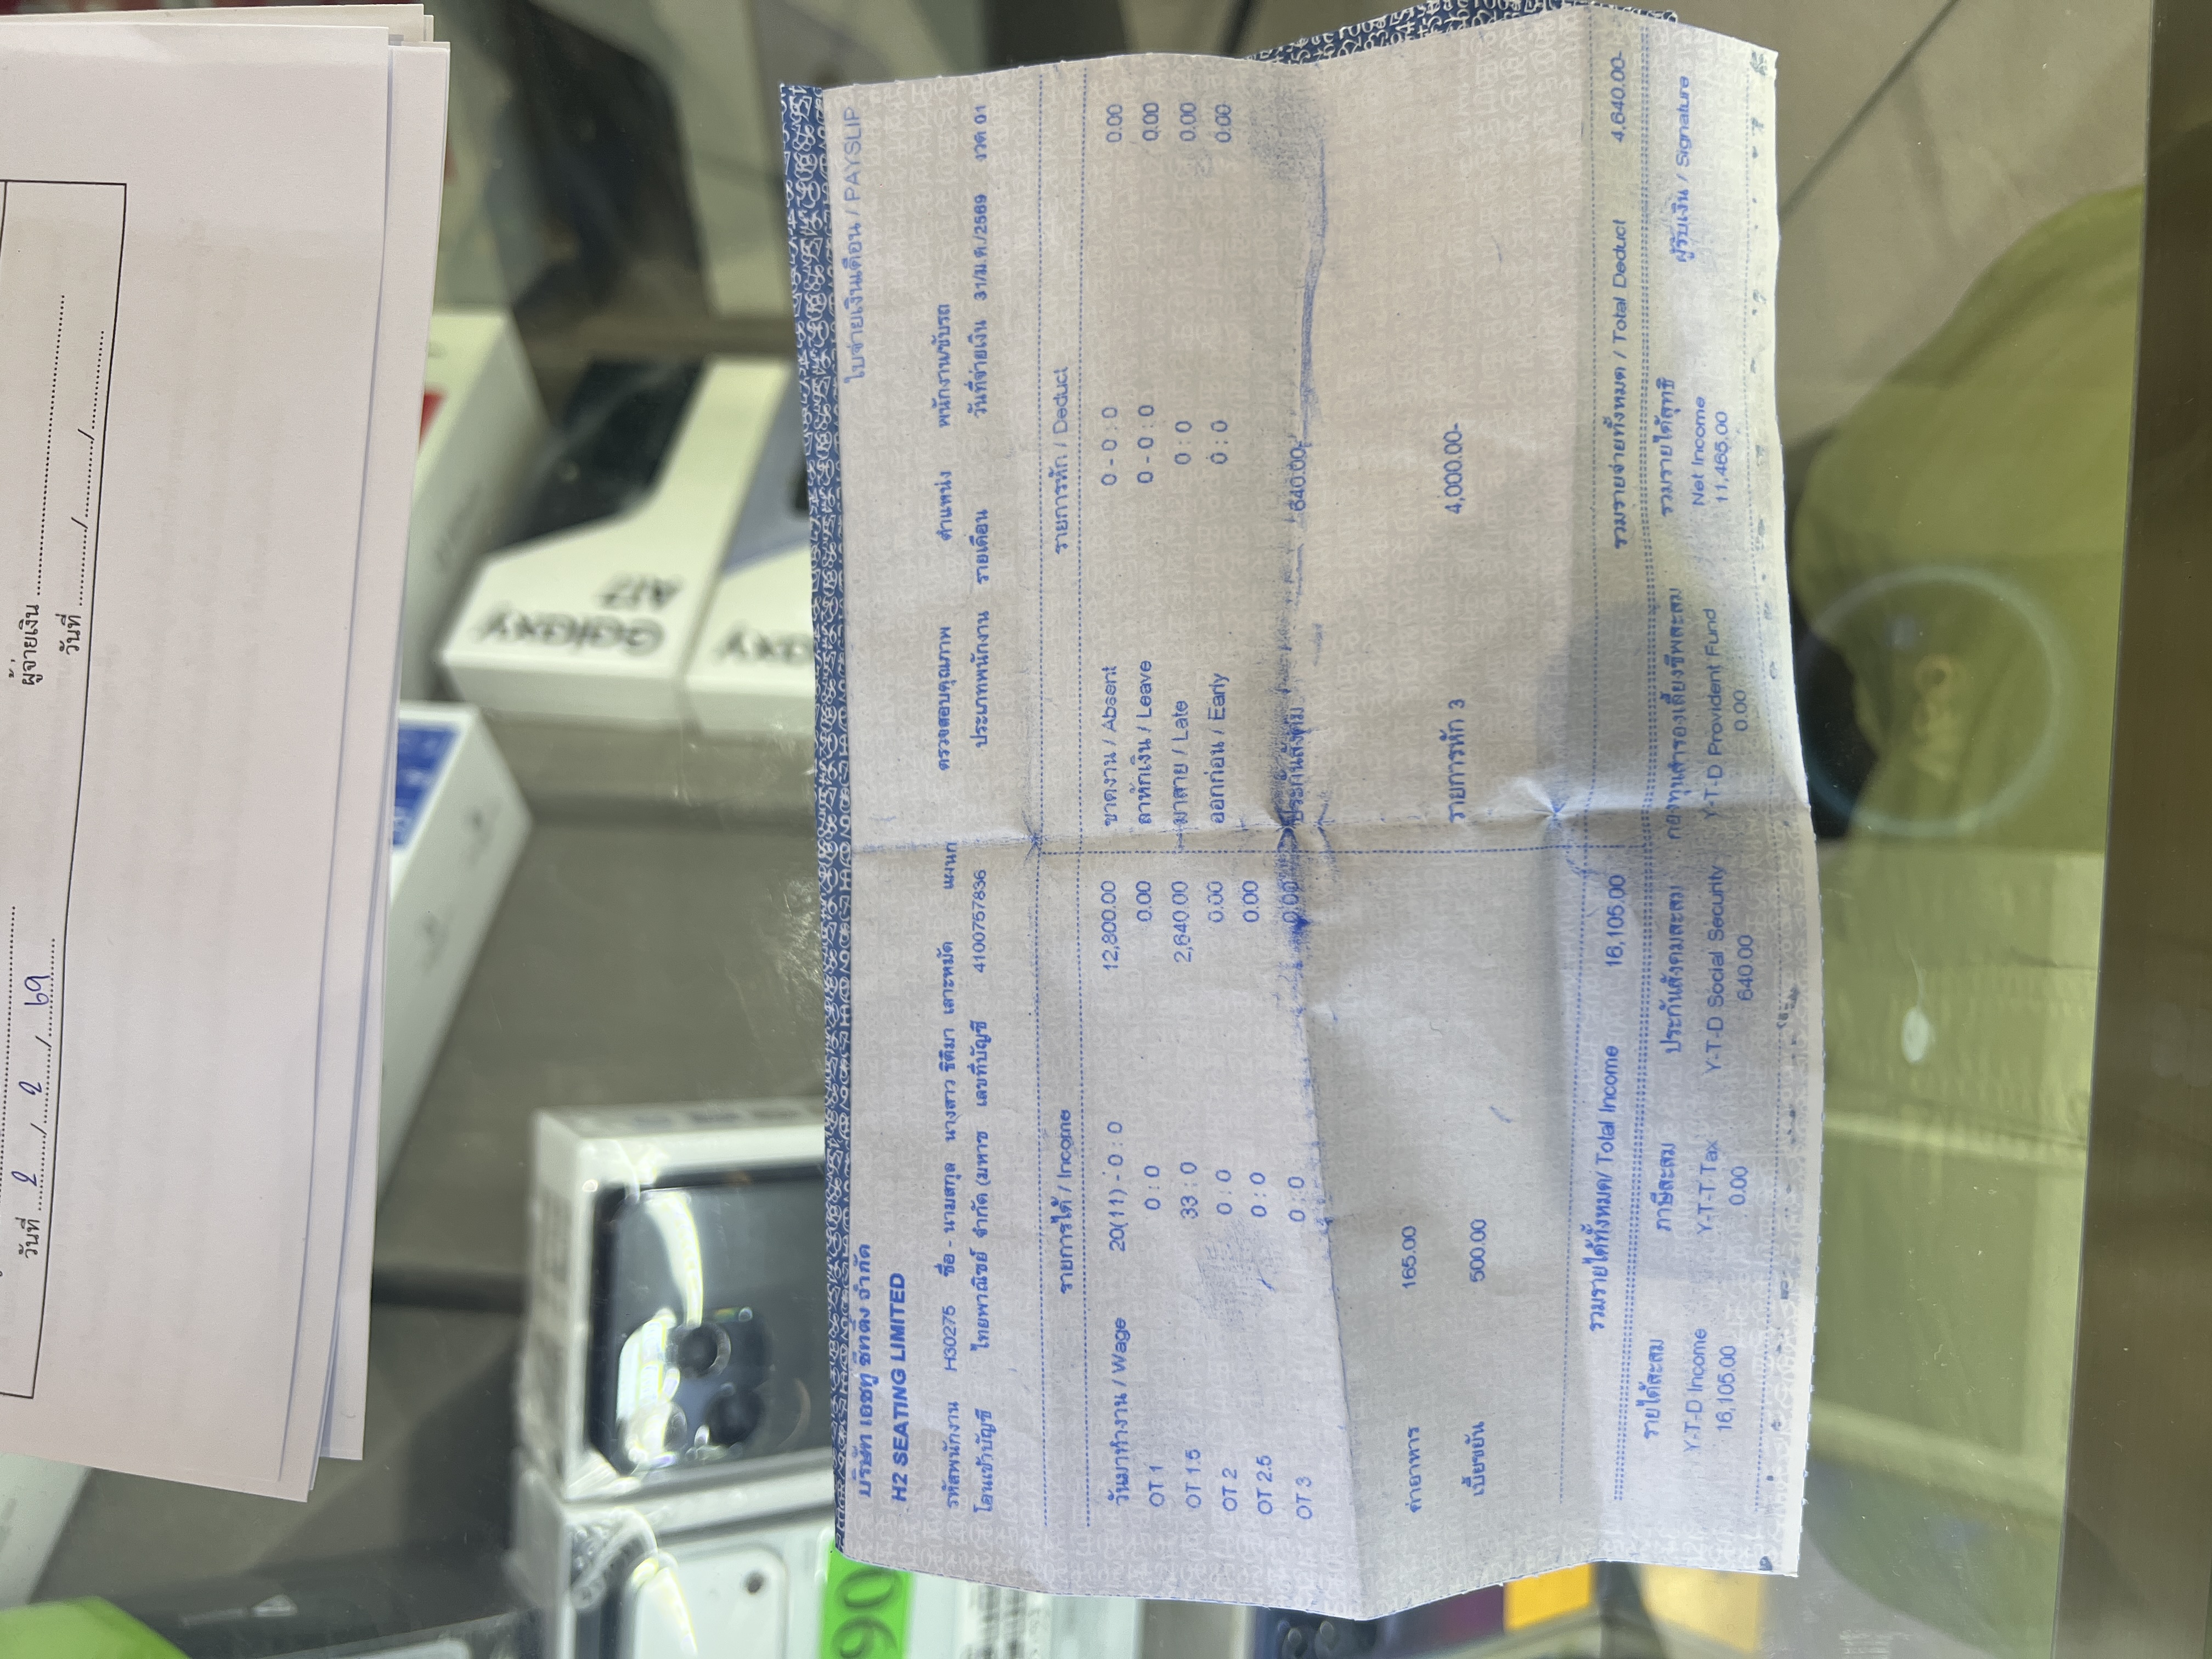 ใบจ่ายเงินเดือน / PAYSLIP
บริษัท เอชทู ซีทติ้ง จำกัด
H2 SEATING LIMITED
รหัสพนักงาน H30275 ชื่อ - นามสกุล นางสาว ธิติมา เลาะหมัด แผนก ตรวจสอบคุณภาพ ตำแหน่ง พนักงานขับรถ
โอนเข้าบัญชี ไทยพาณิชย์ จำกัด (มหาช เลขที่บัญชี 4100757836 ประเภทพนักงาน รายเดือน วันที่จ่ายเงิน 31/ม.ค./2569 งวด 01
รายการได้ / Income รายการหัก / Deduct
วันมาทำงาน / Wage 20(11) - 0 : 0 12,800.00 ขาดงาน / Absent 0 - 0 : 0 0.00
OT 1 0 : 0 0.00 ลาหักเงิน / Leave 0 - 0 : 0 0.00
OT 1.5 33 : 0 2,640.00 มาสาย / Late 0 : 0 0.00
OT 2 0 : 0 0.00 ออกก่อน / Early 0 : 0 0.00
OT 2.5 0 : 0 0.00
OT 3 0 : 0 0.00 ประกันสังคม 640.00-
ค่าอาหาร 165.00 รายการหัก 3 4,000.00-
เบี้ยขยัน 500.00
รวมรายได้ทั้งหมด/ Total Income 16,105.00 รวมรายจ่ายทั้งหมด / Total Deduct 4,640.00-
รายได้สะสม ภาษีสะสม ประกันสังคมสะสม กองทุนสำรองเลี้ยงชีพสะสม รวมรายได้สุทธิ ผู้รับเงิน / Signature
Y-T-D Income Y-T-T Tax Y-T-D Social Security Y-T-D Provident Fund Net Income
16,105.00 0.00 640.00 0.00 11,465.00
ผู้จ่ายเงิน
วันที่ 2 / 2 / 69 วันที่ / /
Galaxy
A17
90